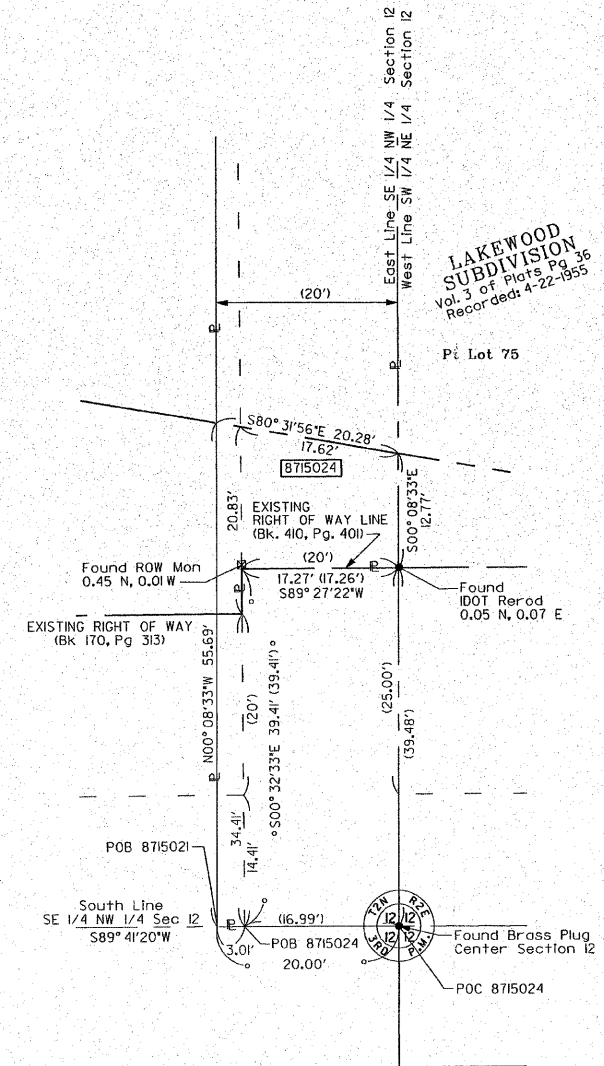 East Line SE 1/4 NW 1/4 Section 12
West Line SW 1/4 NE 1/4 Section 12
LAKEWOOD
SUBDIVISION
Vol. 3 of Plats Pg 36
Recorded: 4-22-1955
(20')
Pt Lot 75
S80° 31'56"E 20.28'
17.62'
8715024
S00° 08'33"E
12.77'
20.83'
EXISTING
RIGHT OF WAY LINE
(Bk. 410, Pg. 401)
(20')
Found ROW Mon
0.45 N, 0.01 W
17.27' (17.26')
S89° 27'22"W
Found
IDOT Rerod
0.05 N, 0.07 E
EXISTING RIGHT OF WAY
(Bk 170, Pg 313)
N00° 08'33"W 55.69'
(20')
S00° 32'33"E 39.41' (39.41')
(25.00')
(39.48')
34.41'
14.41'
POB 8715021
South Line
SE 1/4 NW 1/4 Sec 12
S89° 41'20"W
(16.99')
3.01'
POB 8715024
20.00'
T2N R2E
12 12
12 12
3RD P.M.
Found Brass Plug
Center Section 12
POC 8715024